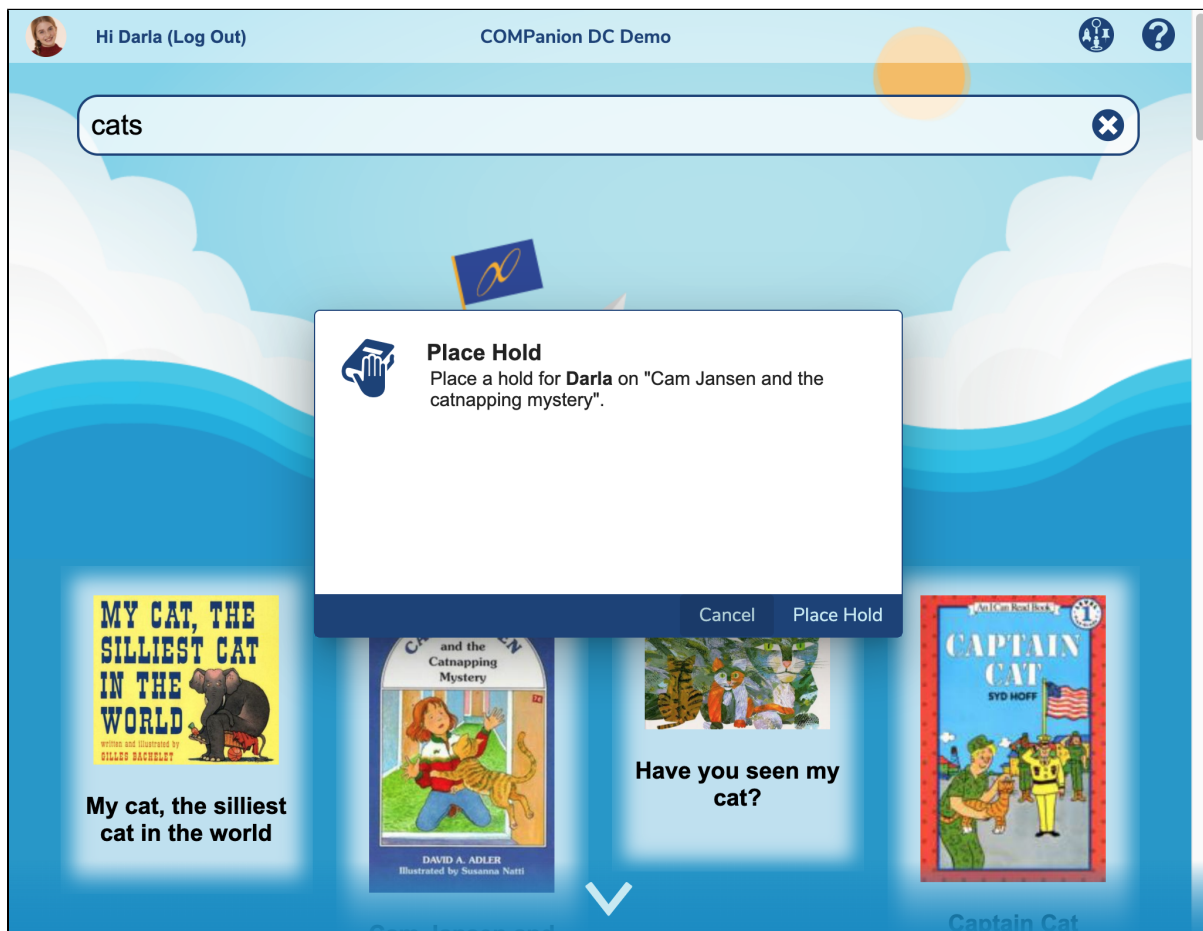 Hi Darla (Log Out)
COMPanion DC Demo
cats
Place Hold
Place a hold for Darla on "Cam Jansen and the
catnapping mystery".
Cancel
Place Hold
MY CAT, THE
SILLIEST CAT
IN THE
WORLD
written and illustrated by
GILLES BACHELET
My cat, the silliest
cat in the world
and the
Catnapping
Mystery
DAVID A. ADLER
Illustrated by Susanna Natti
Cam Jansen and
Have you seen my
cat?
An I Can Read Book
1
CAPTAIN
CAT
SYD HOFF
Captain Cat